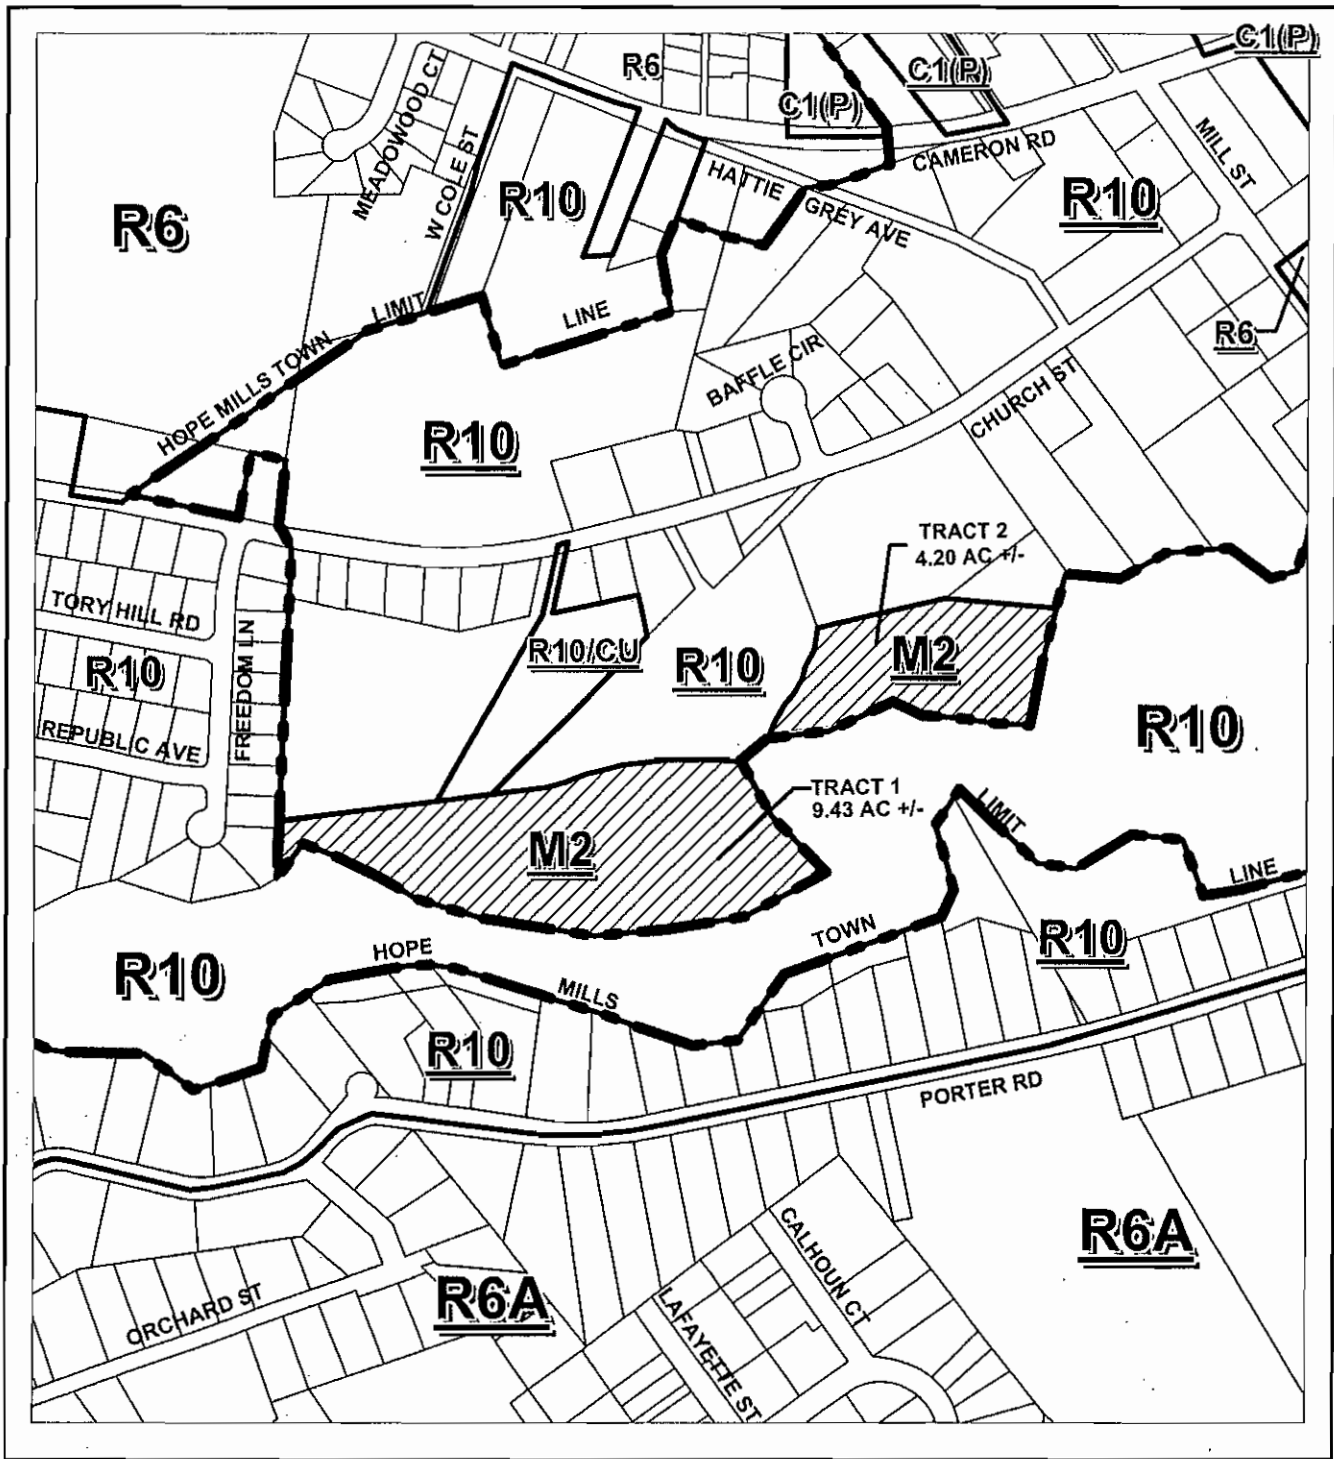 C1(P)
R6
C1(P)
C1(P)
MEADOWOOD CT
W COLE ST
CAMERON RD
MILL ST
HATTIE
GREY AVE
R10
R10
R6
LIMIT
LINE
HOPE MILLS TOWN
R6
BAFFLE CIR
CHURCH ST
R10
TRACT 2
4.20 AC +/-
TORY HILL RD
R10/CU
R10
M2
R10
FREEDOM LN
REPUBLIC AVE
R10
TRACT 1
9.43 AC +/-
LIMIT
M2
LINE
TOWN
R10
HOPE
R10
MILLS
R10
PORTER RD
CALHOUN CT
R6A
R6A
ORCHARD ST
LAFAYETTE ST